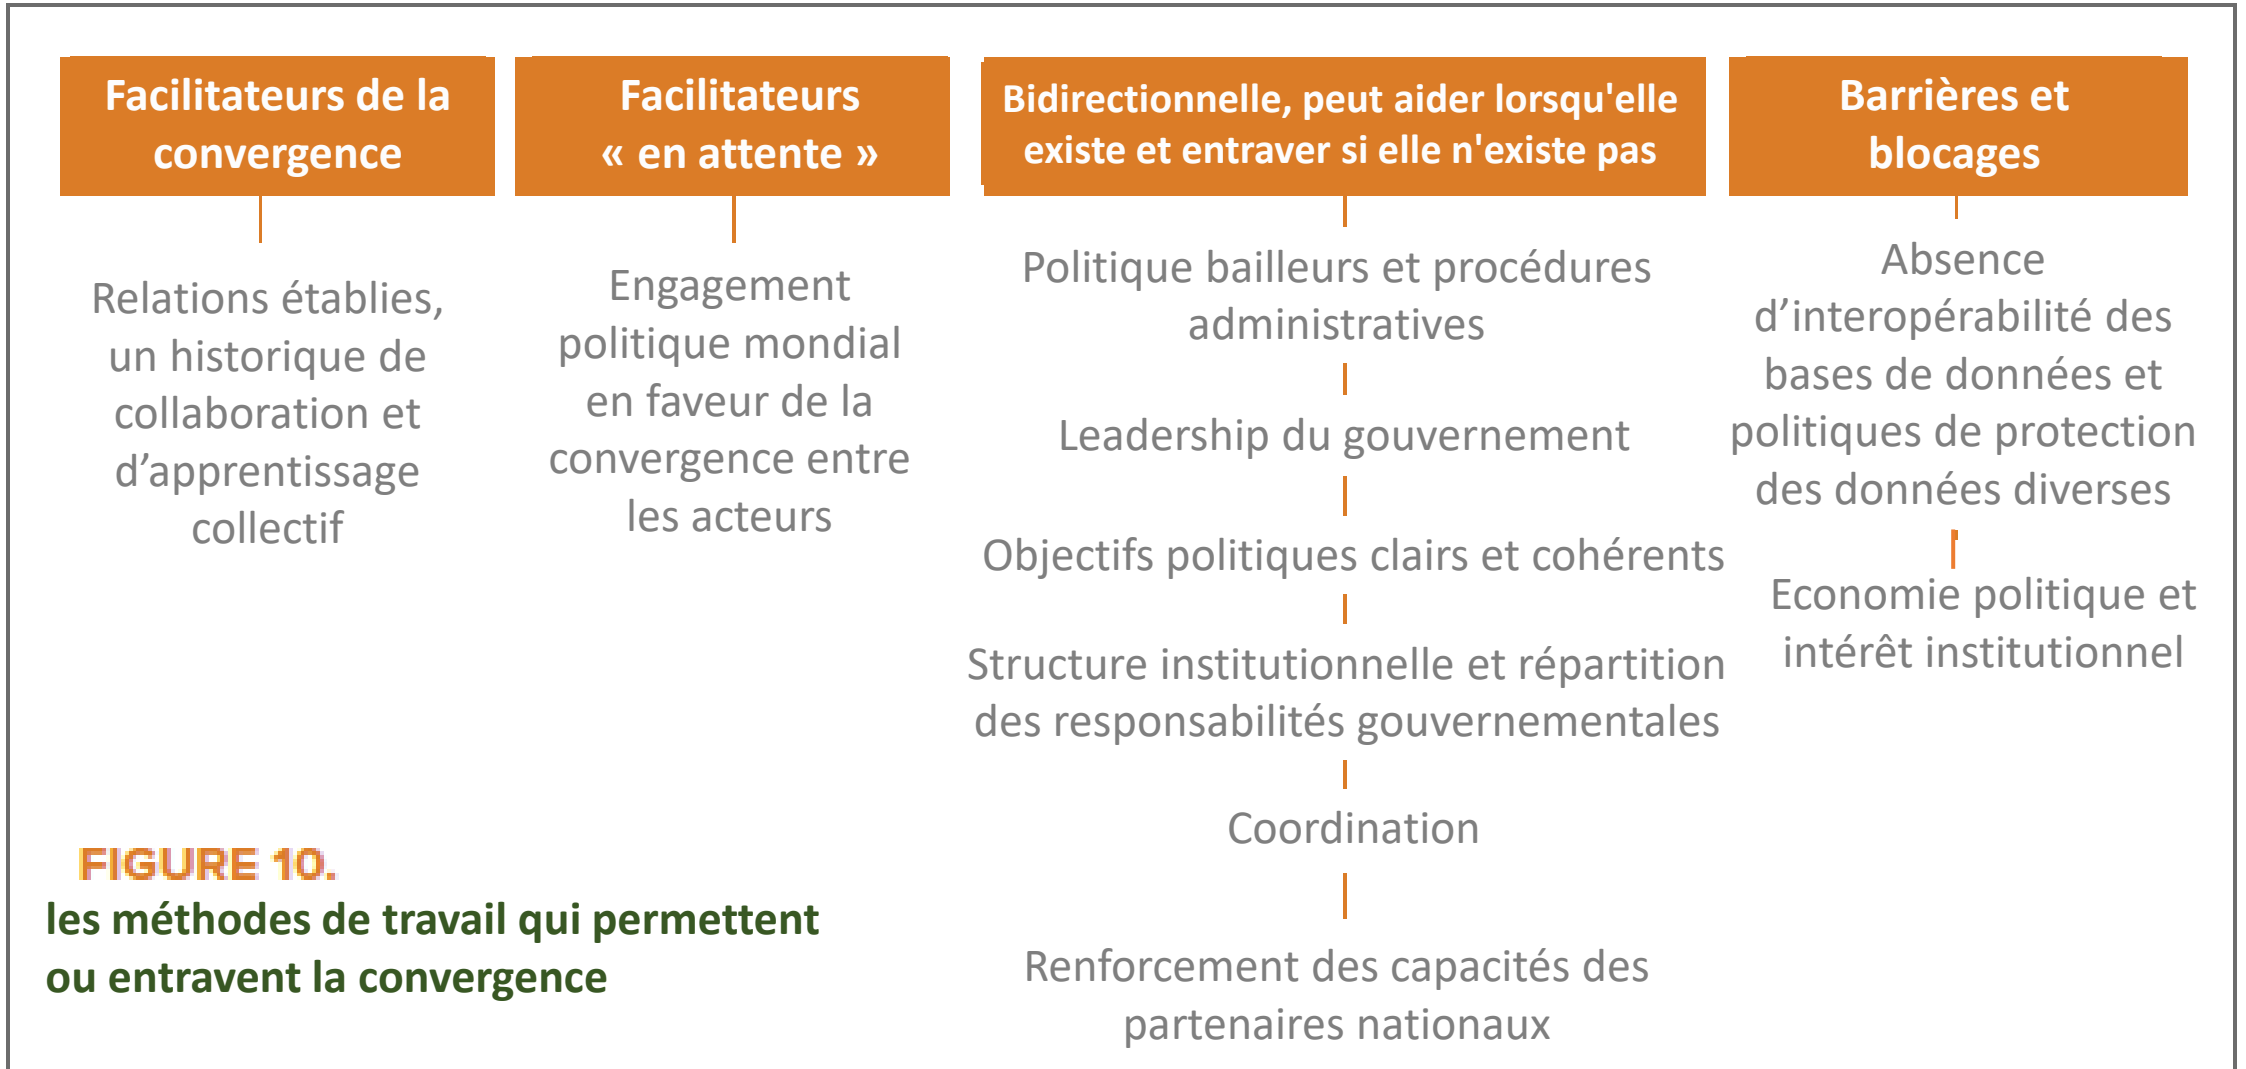 Facilitateurs de la
convergence
Relations établies,
un historique de
collaboration et
d’apprentissage
collectif
Facilitateurs
« en attente »
Engagement
politique mondial
en faveur de la
convergence entre
les acteurs
Bidirectionnelle, peut aider lorsqu'elle
existe et entraver si elle n'existe pas
Politique bailleurs et procédures
administratives
Leadership du gouvernement
Objectifs politiques clairs et cohérents
Structure institutionnelle et répartition
des responsabilités gouvernementales
Coordination
Renforcement des capacités des
partenaires nationaux
Barrières et
blocages
Absence
d’interopérabilité des
bases de données et
politiques de protection
des données diverses
Economie politique et
intérêt institutionnel
FIGURE 10.
les méthodes de travail qui permettent
ou entravent la convergence